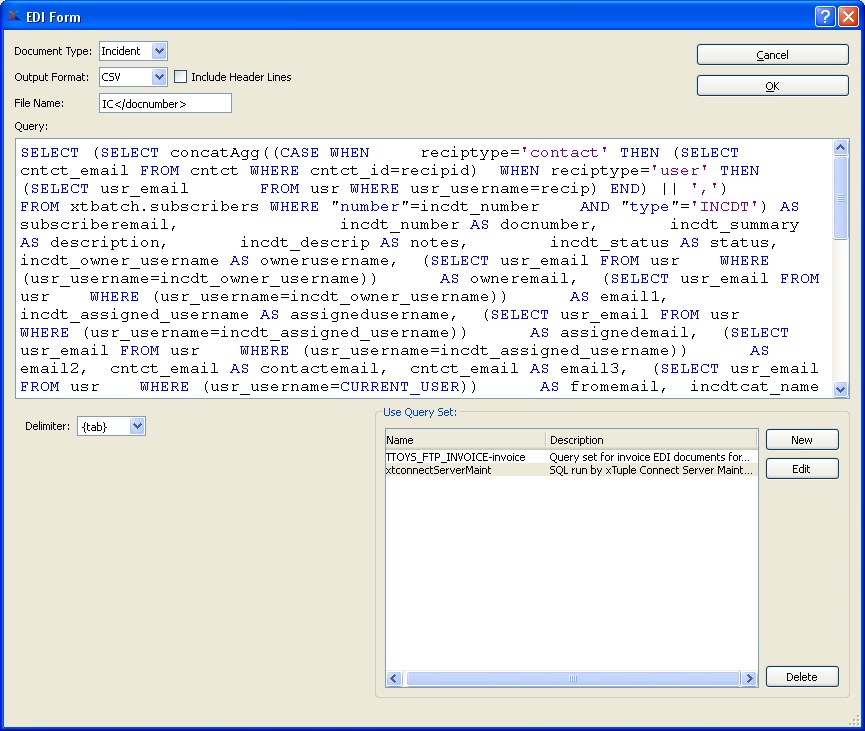 EDI Form
Document Type: Incident
Cancel
Output Format: CSV Include Header Lines
OK
File Name: IC</docnumber>
Query:
SELECT (SELECT concatAgg((CASE WHEN reciptype='contact' THEN (SELECT
cntct_email FROM cntct WHERE cntct_id=recipid) WHEN reciptype='user' THEN
(SELECT usr_email FROM usr WHERE usr_username=recip) END) || ',')
FROM xtbatch.subscribers WHERE "number"=incdt_number AND "type"='INCDT') AS
subscriberemail, incdt_number AS docnumber, incdt_summary
AS description, incdt_descrip AS notes, incdt_status AS status,
incdt_owner_username AS ownerusername, (SELECT usr_email FROM usr WHERE
(usr_username=incdt_owner_username)) AS owneremail, (SELECT usr_email FROM
usr WHERE (usr_username=incdt_owner_username)) AS email1,
incdt_assigned_username AS assignedusername, (SELECT usr_email FROM usr
WHERE (usr_username=incdt_assigned_username)) AS assignedemail, (SELECT
usr_email FROM usr WHERE (usr_username=incdt_assigned_username)) AS
email2, cntct_email AS contactemail, cntct_email AS email3, (SELECT usr_email
FROM usr WHERE (usr_username=CURRENT_USER)) AS fromemail, incdtcat_name
Delimiter: {tab}
Use Query Set:
Name Description
TTOYS_FTP_INVOICE-invoice Query set for invoice EDI documents for...
xtconnectServerMaint SQL run by xTuple Connect Server Maint...
New
Edit
Delete